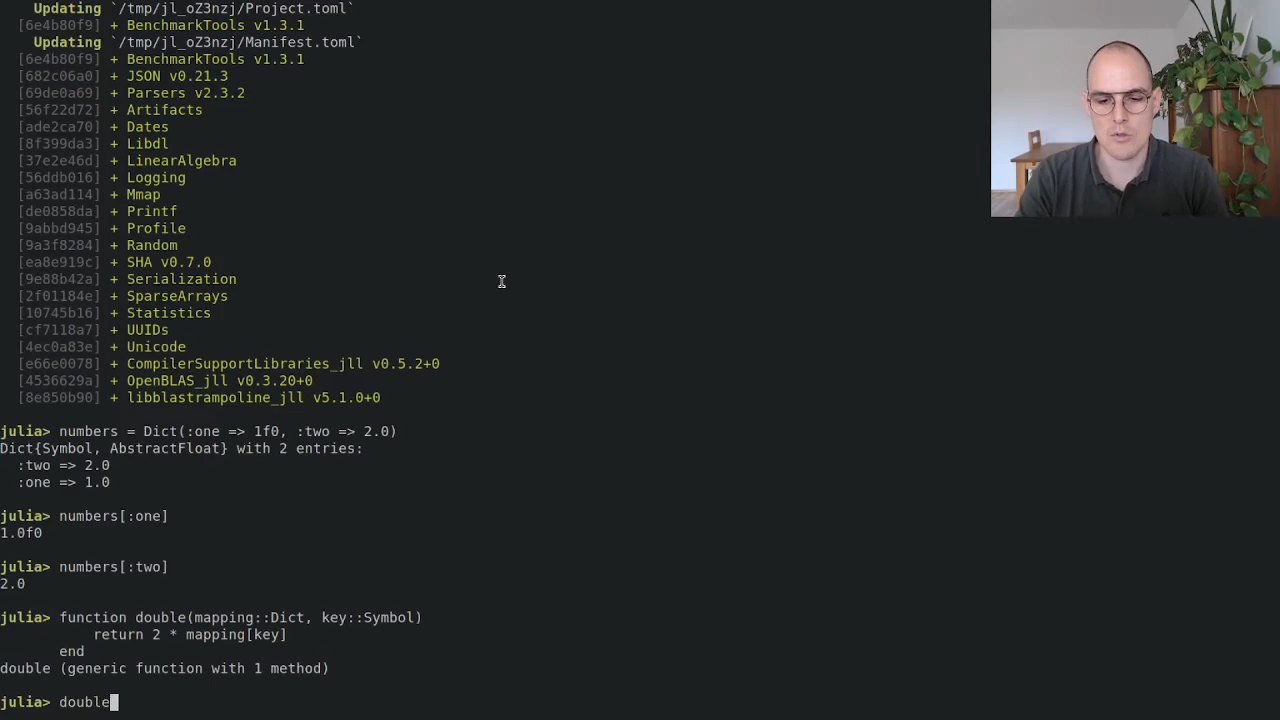 Updating `/tmp/jl_oZ3nzj/Project.toml`
[6e4b80f9] + BenchmarkTools v1.3.1
Updating `/tmp/jl_oZ3nzj/Manifest.toml`
[6e4b80f9] + BenchmarkTools v1.3.1
[682c06a0] + JSON v0.21.3
[69de0a69] + Parsers v2.3.2
[56f22d72] + Artifacts
[ade2ca70] + Dates
[8f399da3] + Libdl
[37e2e46d] + LinearAlgebra
[56ddb016] + Logging
[a63ad114] + Mmap
[de0858da] + Printf
[9abbd945] + Profile
[9a3f8284] + Random
[ea8e919c] + SHA v0.7.0
[9e88b42a] + Serialization
[2f01184e] + SparseArrays
[10745b16] + Statistics
[cf7118a7] + UUIDs
[4ec0a83e] + Unicode
[e66e0078] + CompilerSupportLibraries_jll v0.5.2+0
[4536629a] + OpenBLAS_jll v0.3.20+0
[8e850b90] + libblastrampoline_jll v5.1.0+0
julia> numbers = Dict(:one => 1f0, :two => 2.0)
Dict{Symbol, AbstractFloat} with 2 entries:
:two => 2.0
:one => 1.0
julia> numbers[:one]
1.0f0
julia> numbers[:two]
2.0
julia> function double(mapping::Dict, key::Symbol)
return 2 * mapping[key]
end
double (generic function with 1 method)
julia> double